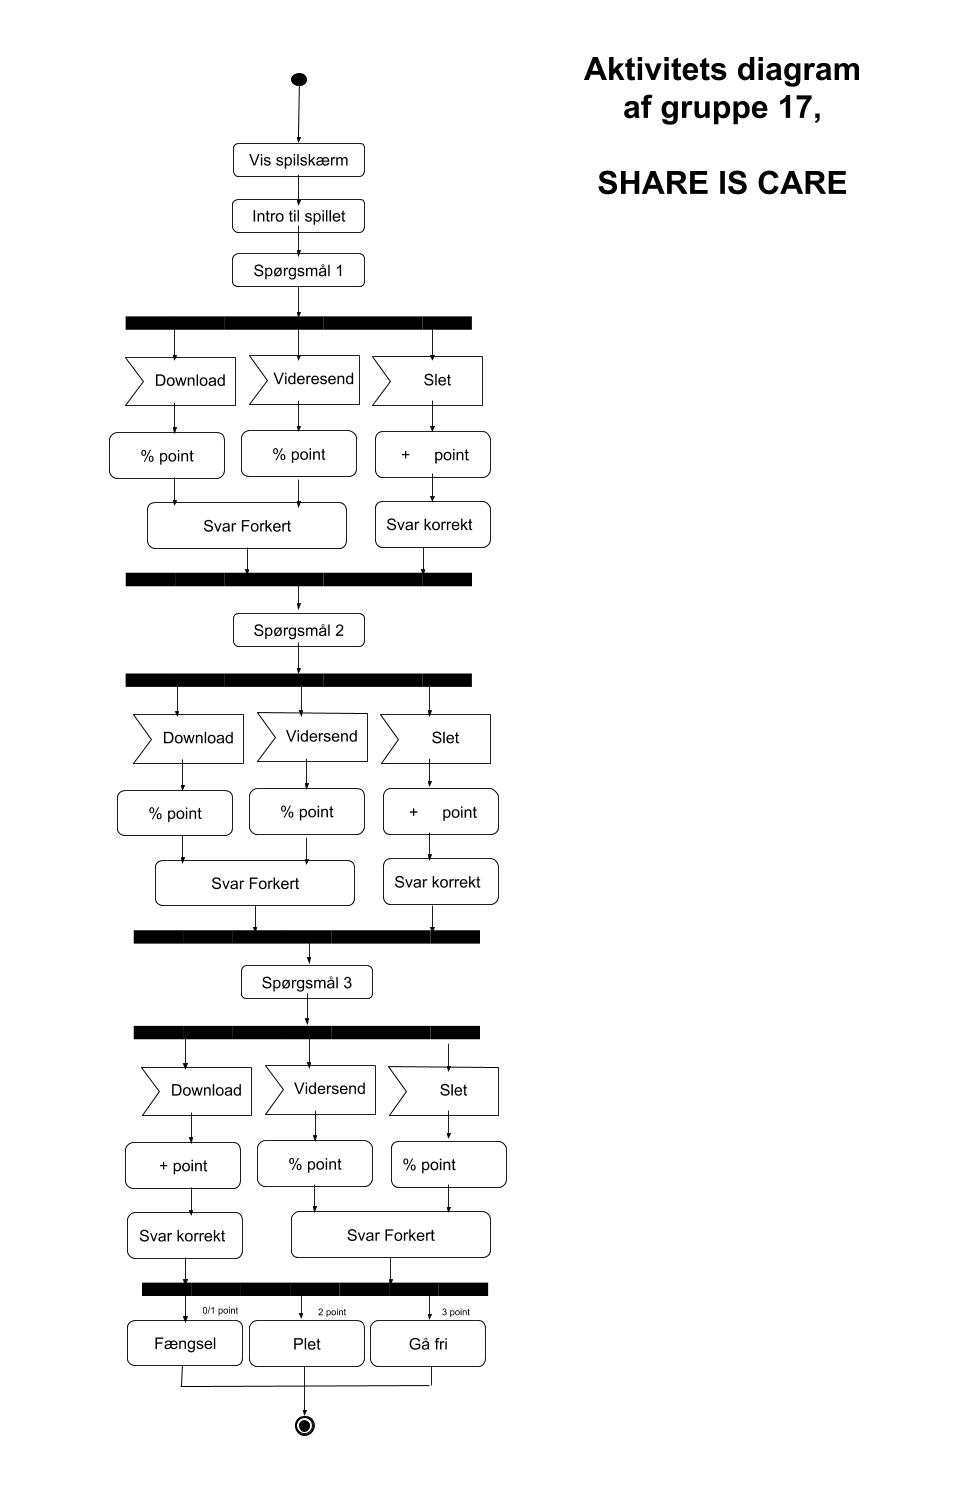 Aktivitets diagram
af gruppe 17,
SHARE IS CARE
Vis spilskærm
Intro til spillet
Spørgsmål 1
Download
Videresend
Slet
% point
% point
+ point
Svar Forkert
Svar korrekt
Spørgsmål 2
Download
Vidersend
Slet
% point
% point
+ point
Svar Forkert
Svar korrekt
Spørgsmål 3
Download
Vidersend
Slet
+ point
% point
% point
Svar korrekt
Svar Forkert
0/1 point
2 point
3 point
Fængsel
Plet
Gå fri